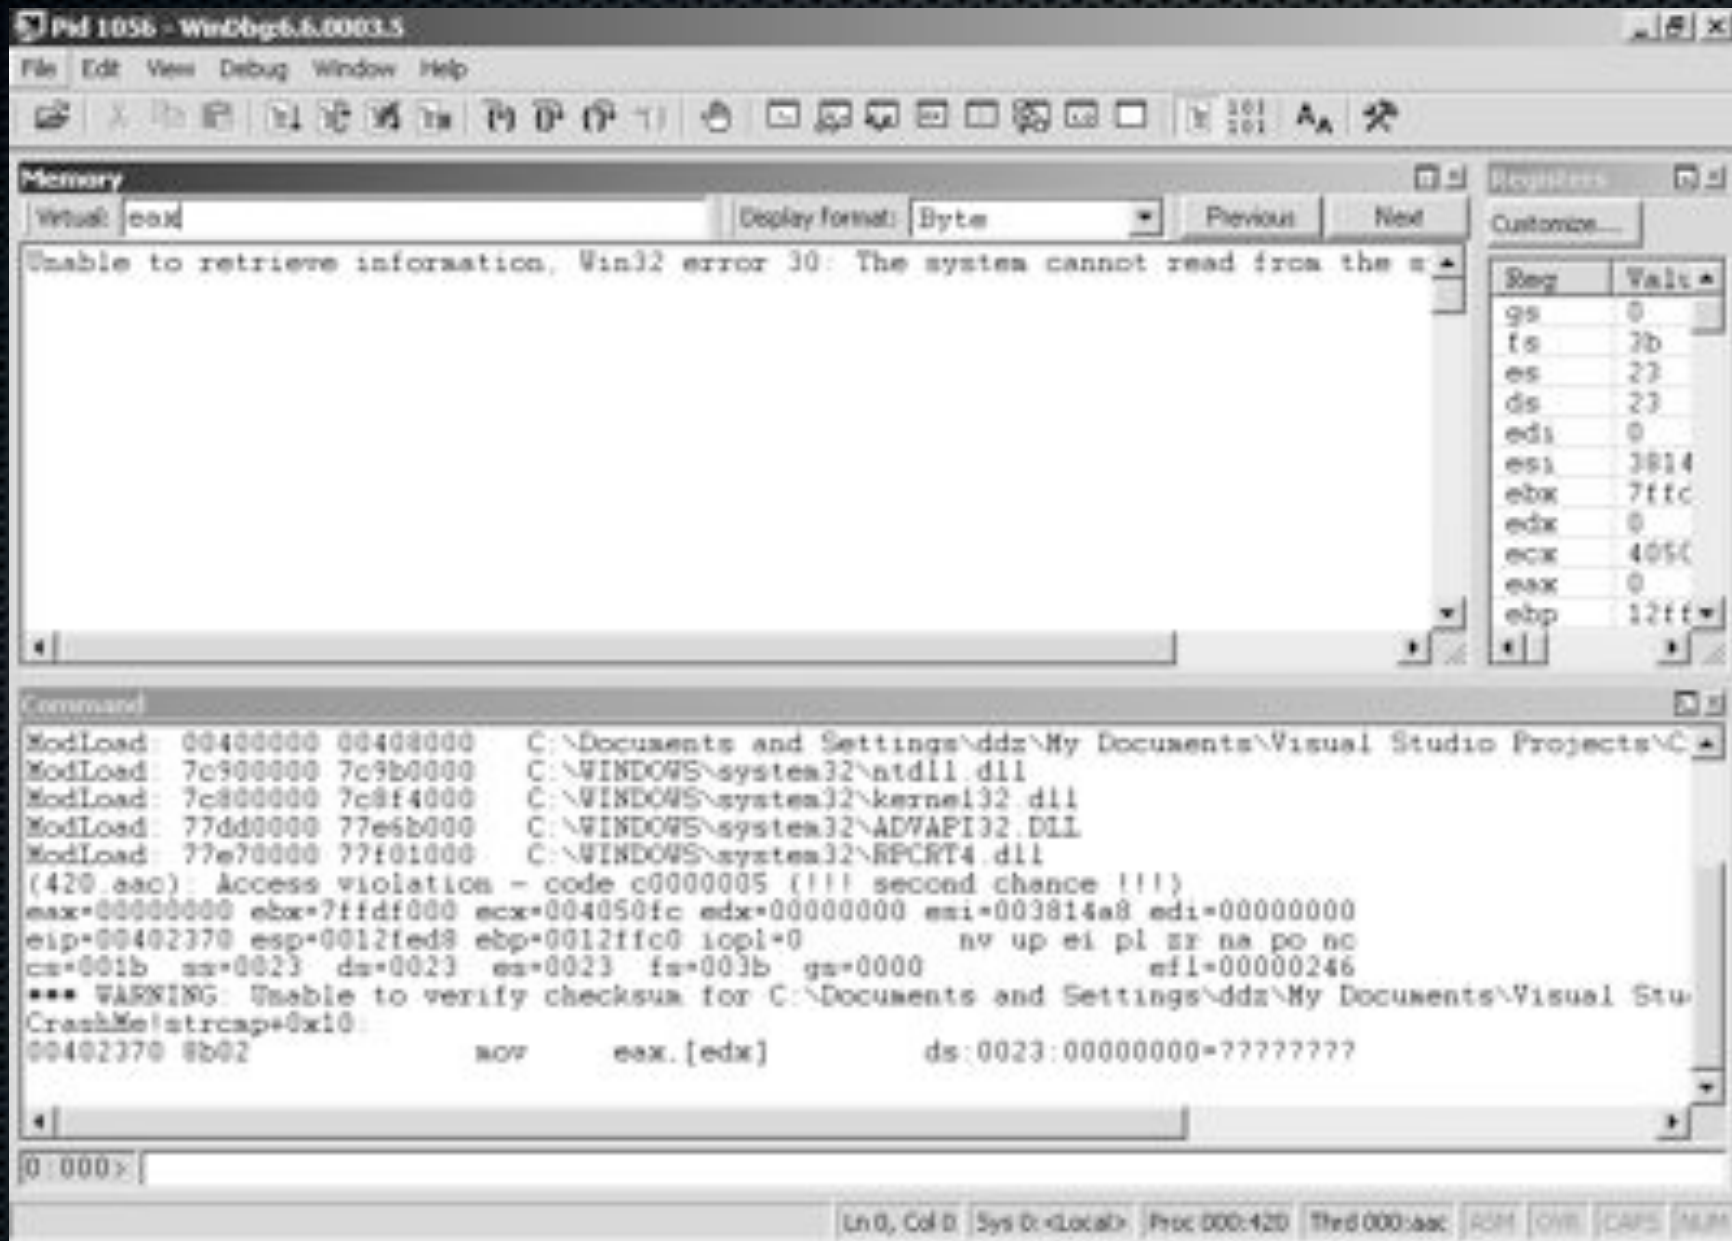 Pid 1056 - WinDbg:6.6.0003.5
File Edit View Debug Window Help
Memory
Virtual: eax Display format: Byte Previous Next
Unable to retrieve information, Win32 error 30: The system cannot read from the s
Registers
Customize...
Reg Valu
gs 0
fs 3b
es 23
ds 23
edi 0
esi 3814
ebx 7ffd
edx 0
ecx 4050
eax 0
ebp 12ff
Command
ModLoad: 00400000 00408000 C:\Documents and Settings\ddz\My Documents\Visual Studio Projects\C
ModLoad: 7c900000 7c9b0000 C:\WINDOWS\system32\ntdll.dll
ModLoad: 7c800000 7c8f4000 C:\WINDOWS\system32\kernel32.dll
ModLoad: 77dd0000 77e6b000 C:\WINDOWS\system32\ADVAPI32.DLL
ModLoad: 77e70000 77f01000 C:\WINDOWS\system32\RPCRT4.dll
(420.aac): Access violation - code c0000005 (!!! second chance !!!)
eax=00000000 ebx=7ffdf000 ecx=004050fc edx=00000000 esi=003814a8 edi=00000000
eip=00402370 esp=0012fed8 ebp=0012ffc0 iopl=0 nv up ei pl zr na po nc
cs=001b ss=0023 ds=0023 es=0023 fs=003b gs=0000 efl=00000246
*** WARNING: Unable to verify checksum for C:\Documents and Settings\ddz\My Documents\Visual Stu
CrashMe!strcmp+0x10:
00402370 8b02 mov eax,[edx] ds:0023:00000000=????????
0:000>
Ln 0, Col 0 Sys 0:<Local> Proc 000:420 Thrd 000:aac ASM OVR CAPS NUM